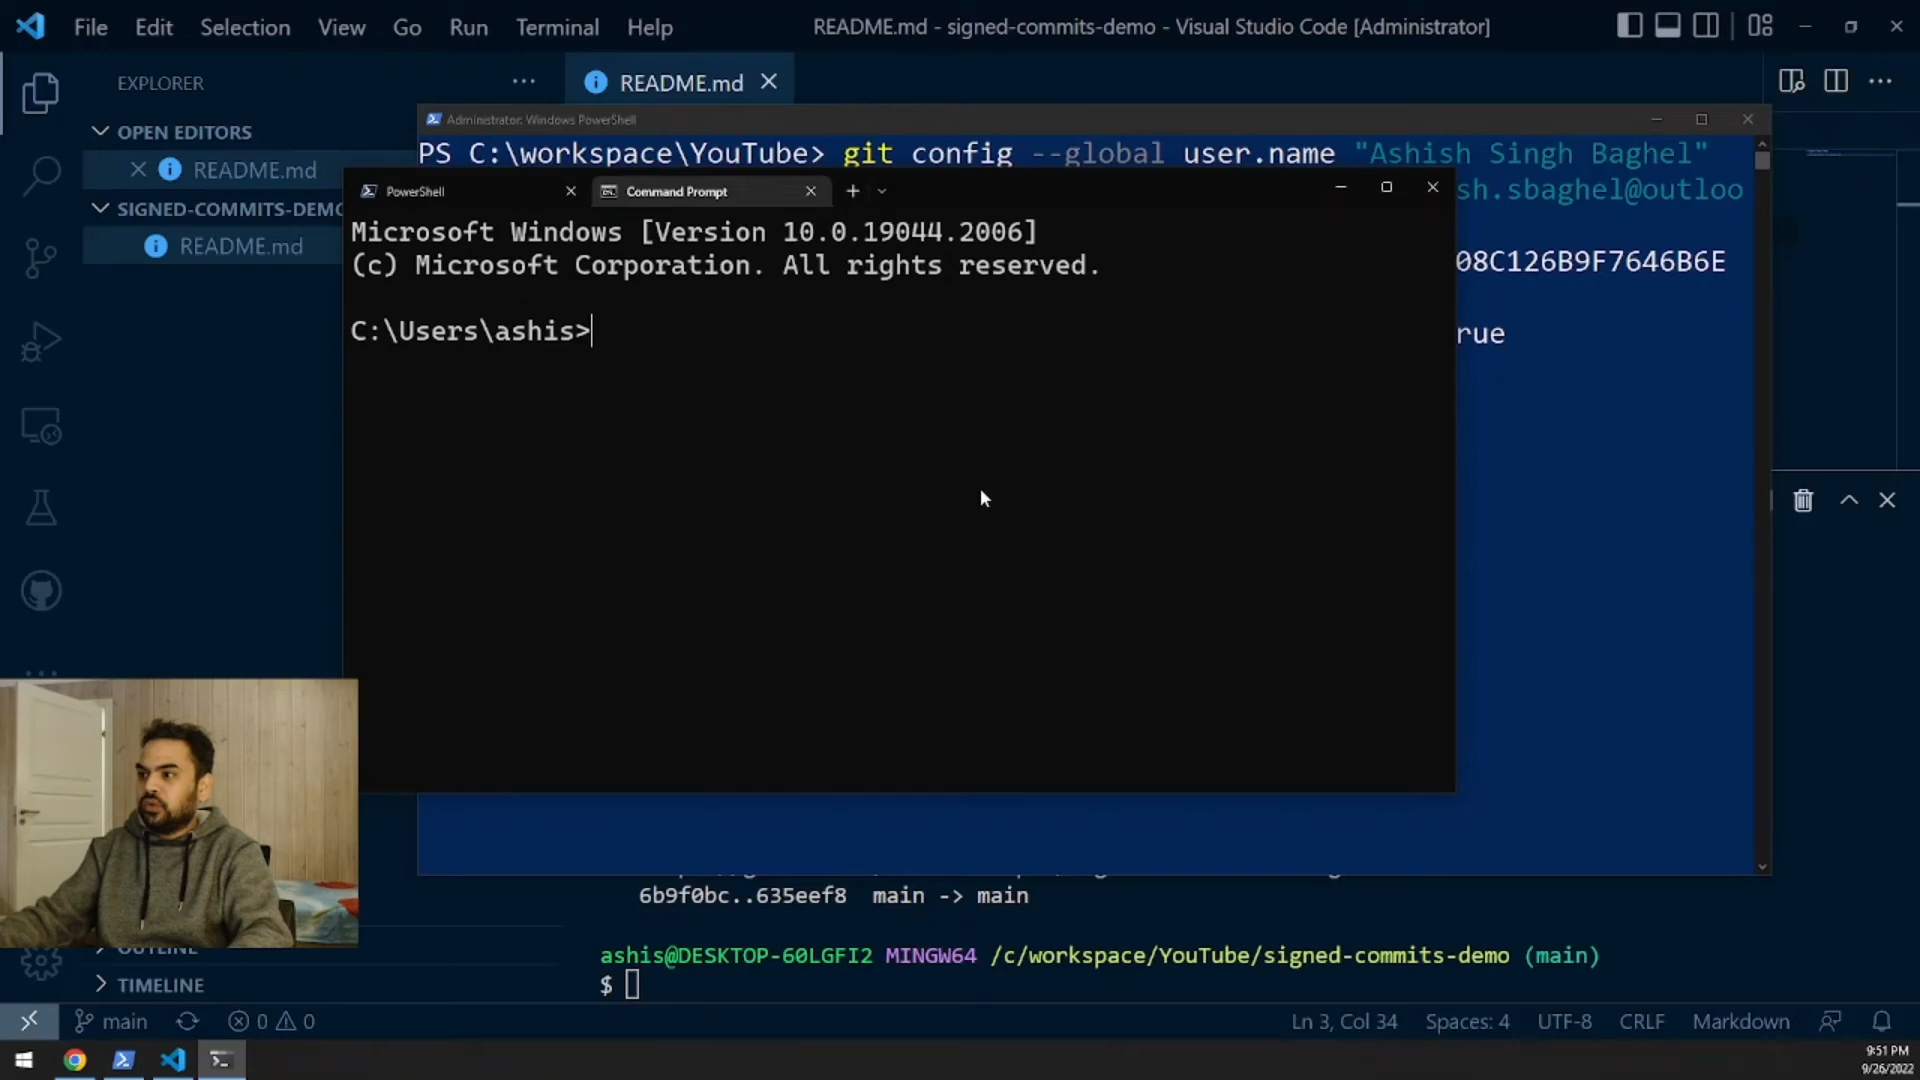 File Edit Selection View Go Run Terminal Help
README.md - signed-commits-demo - Visual Studio Code [Administrator]
EXPLORER
README.md
OPEN EDITORS
README.md
SIGNED-COMMITS-DEMO
README.md
Administrator: Windows PowerShell
PS C:\workspace\YouTube> git config --global user.name "Ashish Singh Baghel"
sh.sbaghel@outloo
08C126B9F7646B6E
rue
PowerShell
Command Prompt
Microsoft Windows [Version 10.0.19044.2006]
(c) Microsoft Corporation. All rights reserved.
C:\Users\ashis>
6b9f0bc..635eef8 main -> main
ashis@DESKTOP-60LGFI2 MINGW64 /c/workspace/YouTube/signed-commits-demo (main)
$
OUTLINE
TIMELINE
main
0 0
Ln 3, Col 34
Spaces: 4
UTF-8
CRLF
Markdown
9:51 PM
9/26/2022